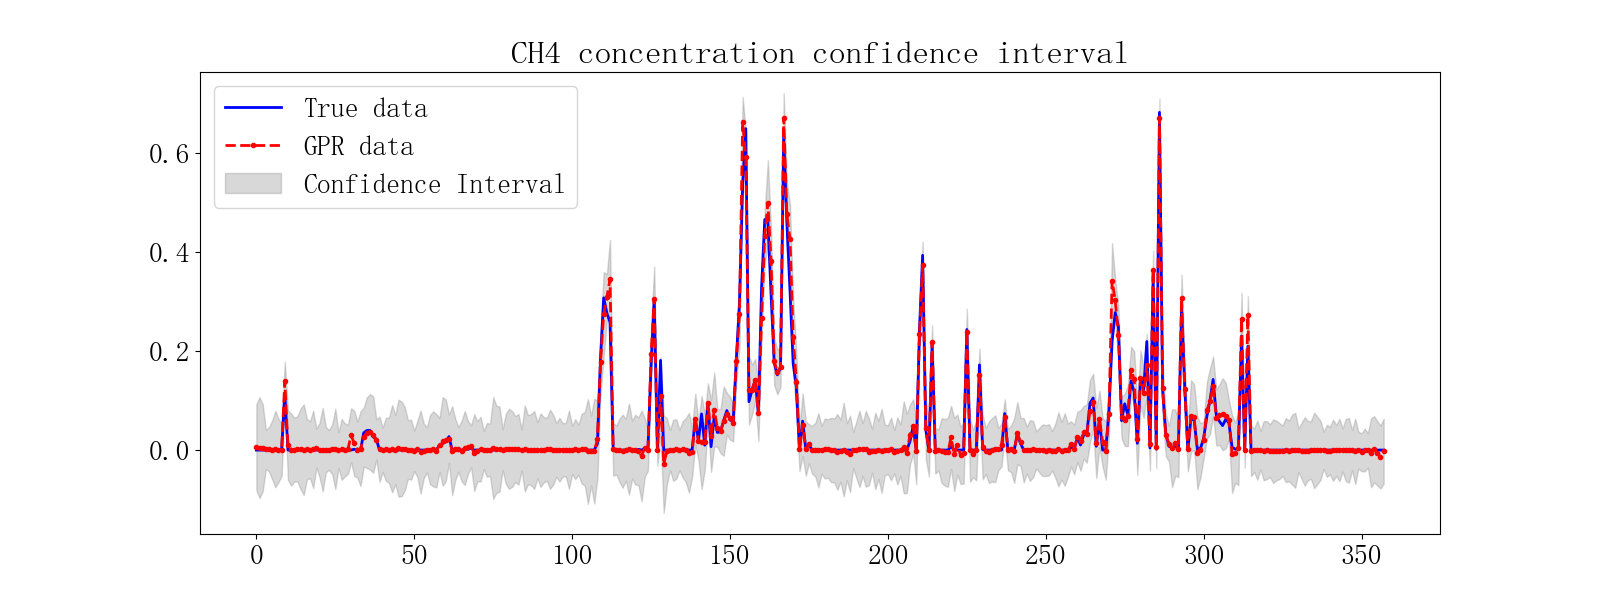 CH4 concentration confidence interval
True data
GPR data
Confidence Interval
0.6
0.4
0.2
0.0
0 50 100 150 200 250 300 350